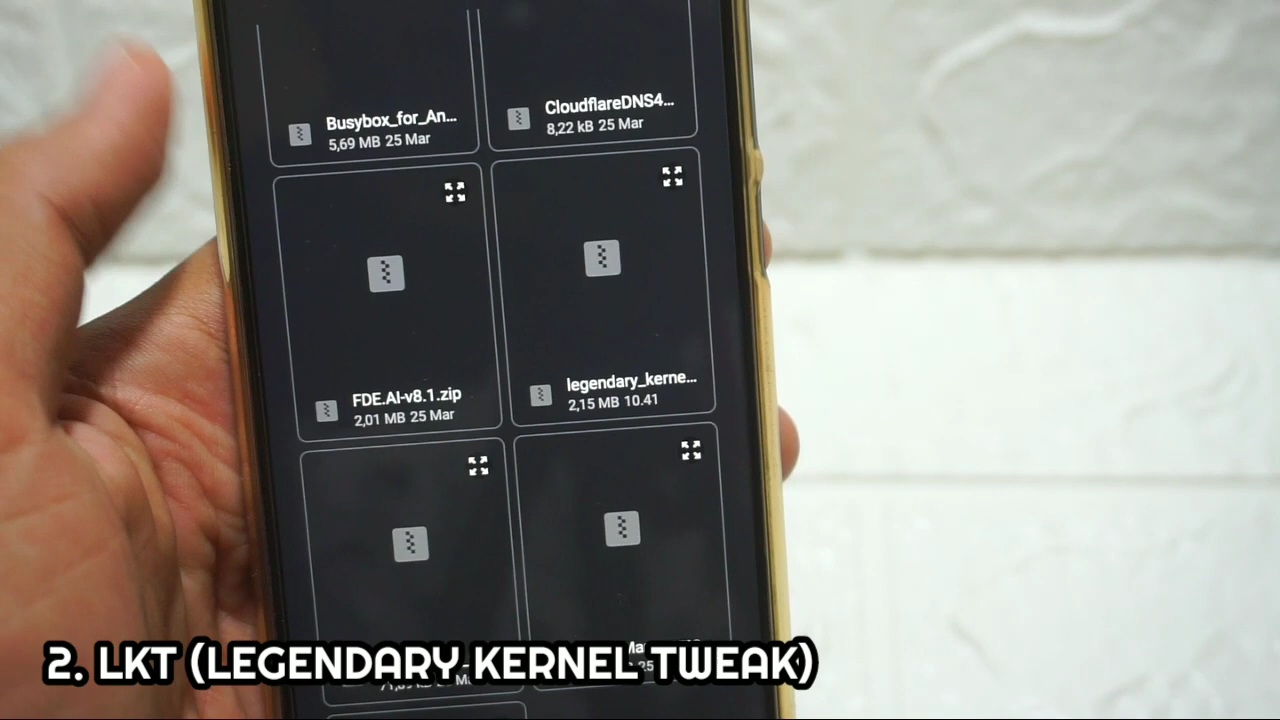 Busybox_for_An...
5,69 MB 25 Mar
CloudflareDNS4...
8,22 kB 25 Mar
FDE.AI-v8.1.zip
2,01 MB 25 Mar
legendary_kerne...
2,15 MB 10.41
2. LKT (LEGENDARY KERNEL TWEAK)